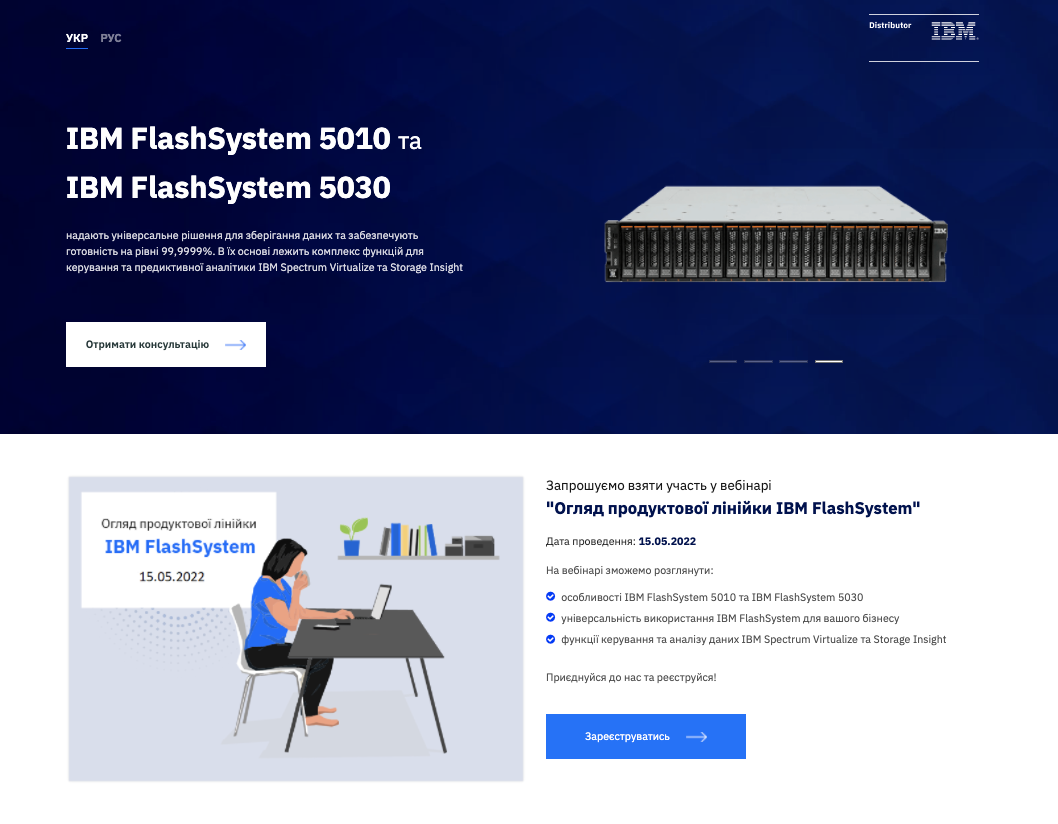 УКР РУС
Distributor IBM
IBM FlashSystem 5010 та
IBM FlashSystem 5030
надають універсальне рішення для зберігання даних та забезпечують
готовність на рівні 99,9999%. В їх основі лежить комплекс функцій для
керування та предиктивної аналітики IBM Spectrum Virtualize та Storage Insight
IBM
Отримати консультацію
Огляд продуктової лінійки
IBM FlashSystem
15.05.2022
Запрошуємо взяти участь у вебінарі
"Огляд продуктової лінійки IBM FlashSystem"
Дата проведення: 15.05.2022
На вебінарі зможемо розглянути:
особливості IBM FlashSystem 5010 та IBM FlashSystem 5030
універсальність використання IBM FlashSystem для вашого бізнесу
функції керування та аналізу даних IBM Spectrum Virtualize та Storage Insight
Приєднуйся до нас та реєструйся!
Зареєструватись